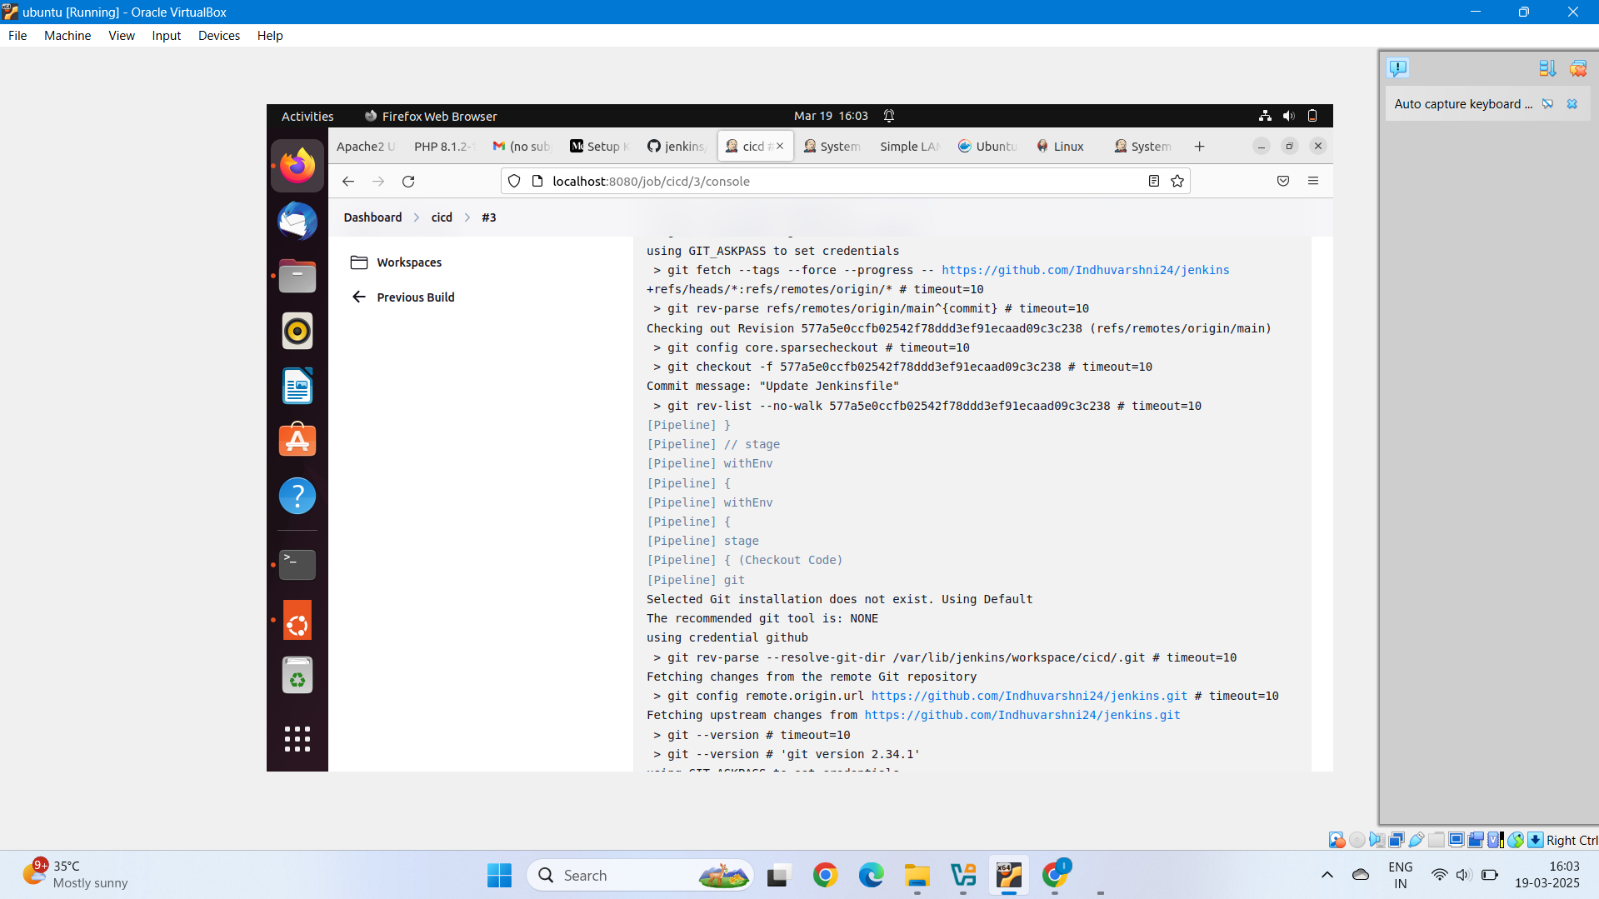 ubuntu [Running] - Oracle VirtualBox
File Machine View Input Devices Help
Auto capture keyboard ...
Activities Firefox Web Browser Mar 19 16:03
Apache2 U PHP 8.1.2- (no sub Setup K jenkins/ cicd # System Simple LAM Ubuntu Linux System
localhost:8080/job/cicd/3/console
Dashboard > cicd > #3
Workspaces
Previous Build
using GIT_ASKPASS to set credentials
> git fetch --tags --force --progress -- https://github.com/Indhuvarshni24/jenkins
+refs/heads/*:refs/remotes/origin/* # timeout=10
> git rev-parse refs/remotes/origin/main^{commit} # timeout=10
Checking out Revision 577a5e0ccfb02542f78ddd3ef91ecaad09c3c238 (refs/remotes/origin/main)
> git config core.sparsecheckout # timeout=10
> git checkout -f 577a5e0ccfb02542f78ddd3ef91ecaad09c3c238 # timeout=10
Commit message: "Update Jenkinsfile"
> git rev-list --no-walk 577a5e0ccfb02542f78ddd3ef91ecaad09c3c238 # timeout=10
[Pipeline] }
[Pipeline] // stage
[Pipeline] withEnv
[Pipeline] {
[Pipeline] withEnv
[Pipeline] {
[Pipeline] stage
[Pipeline] { (Checkout Code)
[Pipeline] git
Selected Git installation does not exist. Using Default
The recommended git tool is: NONE
using credential github
> git rev-parse --resolve-git-dir /var/lib/jenkins/workspace/cicd/.git # timeout=10
Fetching changes from the remote Git repository
> git config remote.origin.url https://github.com/Indhuvarshni24/jenkins.git # timeout=10
Fetching upstream changes from https://github.com/Indhuvarshni24/jenkins.git
> git --version # timeout=10
> git --version # 'git version 2.34.1'
Right Ctrl
9+
35°C
Mostly sunny
Search
ENG
IN
16:03
19-03-2025